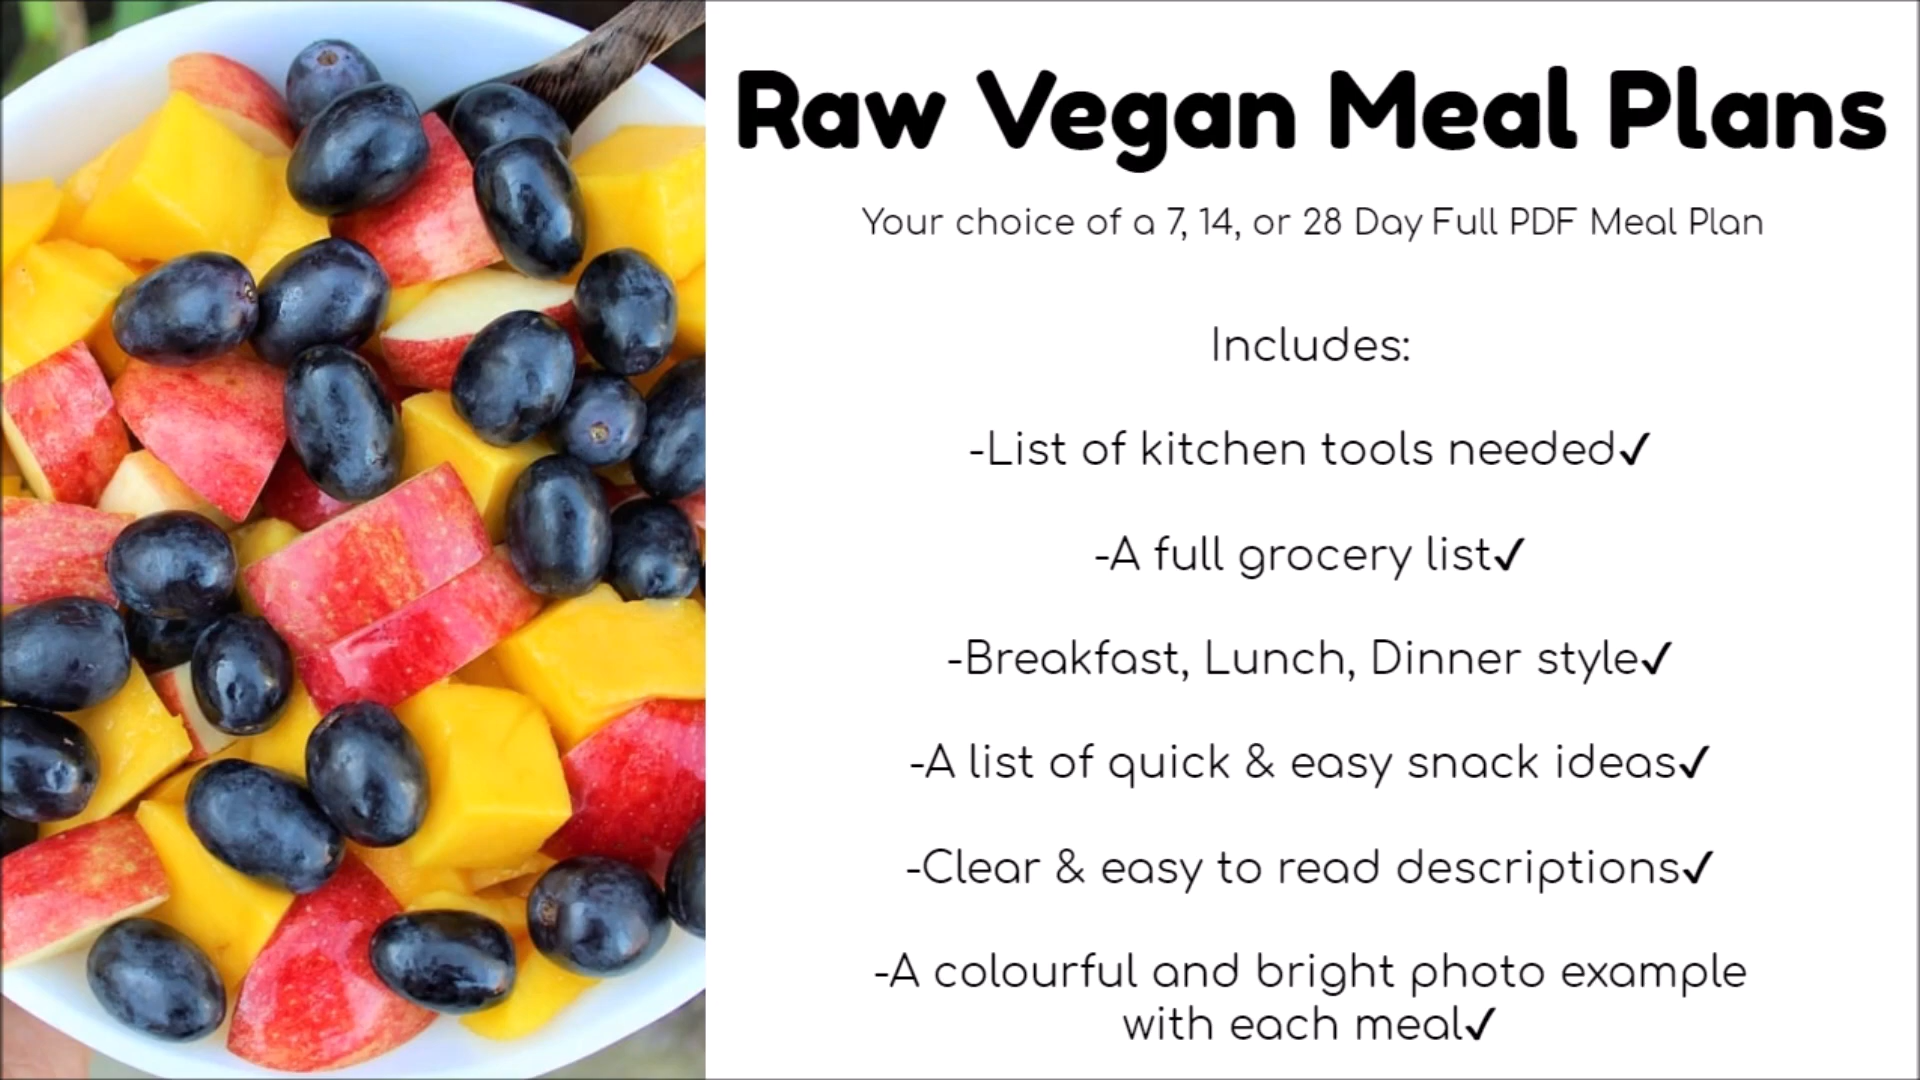 Raw Vegan Meal Plans
Your choice of a 7, 14, or 28 Day Full PDF Meal Plan
Includes:
-List of kitchen tools needed✓
-A full grocery list✓
-Breakfast, Lunch, Dinner style✓
-A list of quick & easy snack ideas✓
-Clear & easy to read descriptions✓
-A colourful and bright photo example
with each meal✓